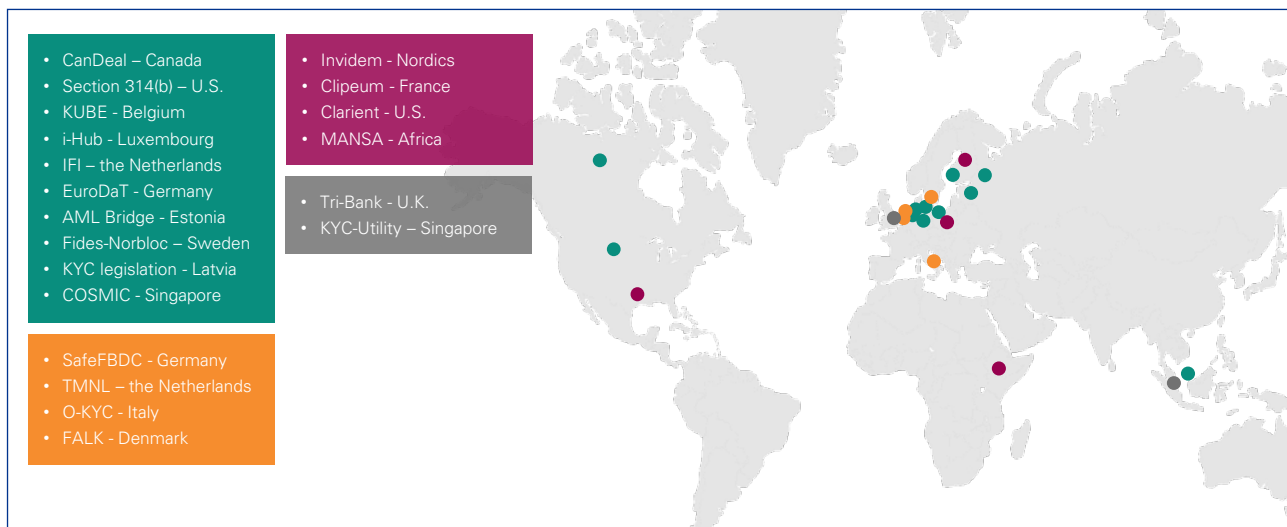 • CanDeal – Canada
• Section 314(b) – U.S.
• KUBE - Belgium
• i-Hub - Luxembourg
• IFI – the Netherlands
• EuroDaT - Germany
• AML Bridge - Estonia
• Fides-Norbloc – Sweden
• KYC legislation - Latvia
• COSMIC - Singapore
• SafeFBDC - Germany
• TMNL – the Netherlands
• O-KYC - Italy
• FALK - Denmark
• Invidem - Nordics
• Clipeum - France
• Clarient - U.S.
• MANSA - Africa
• Tri-Bank - U.K.
• KYC-Utility – Singapore